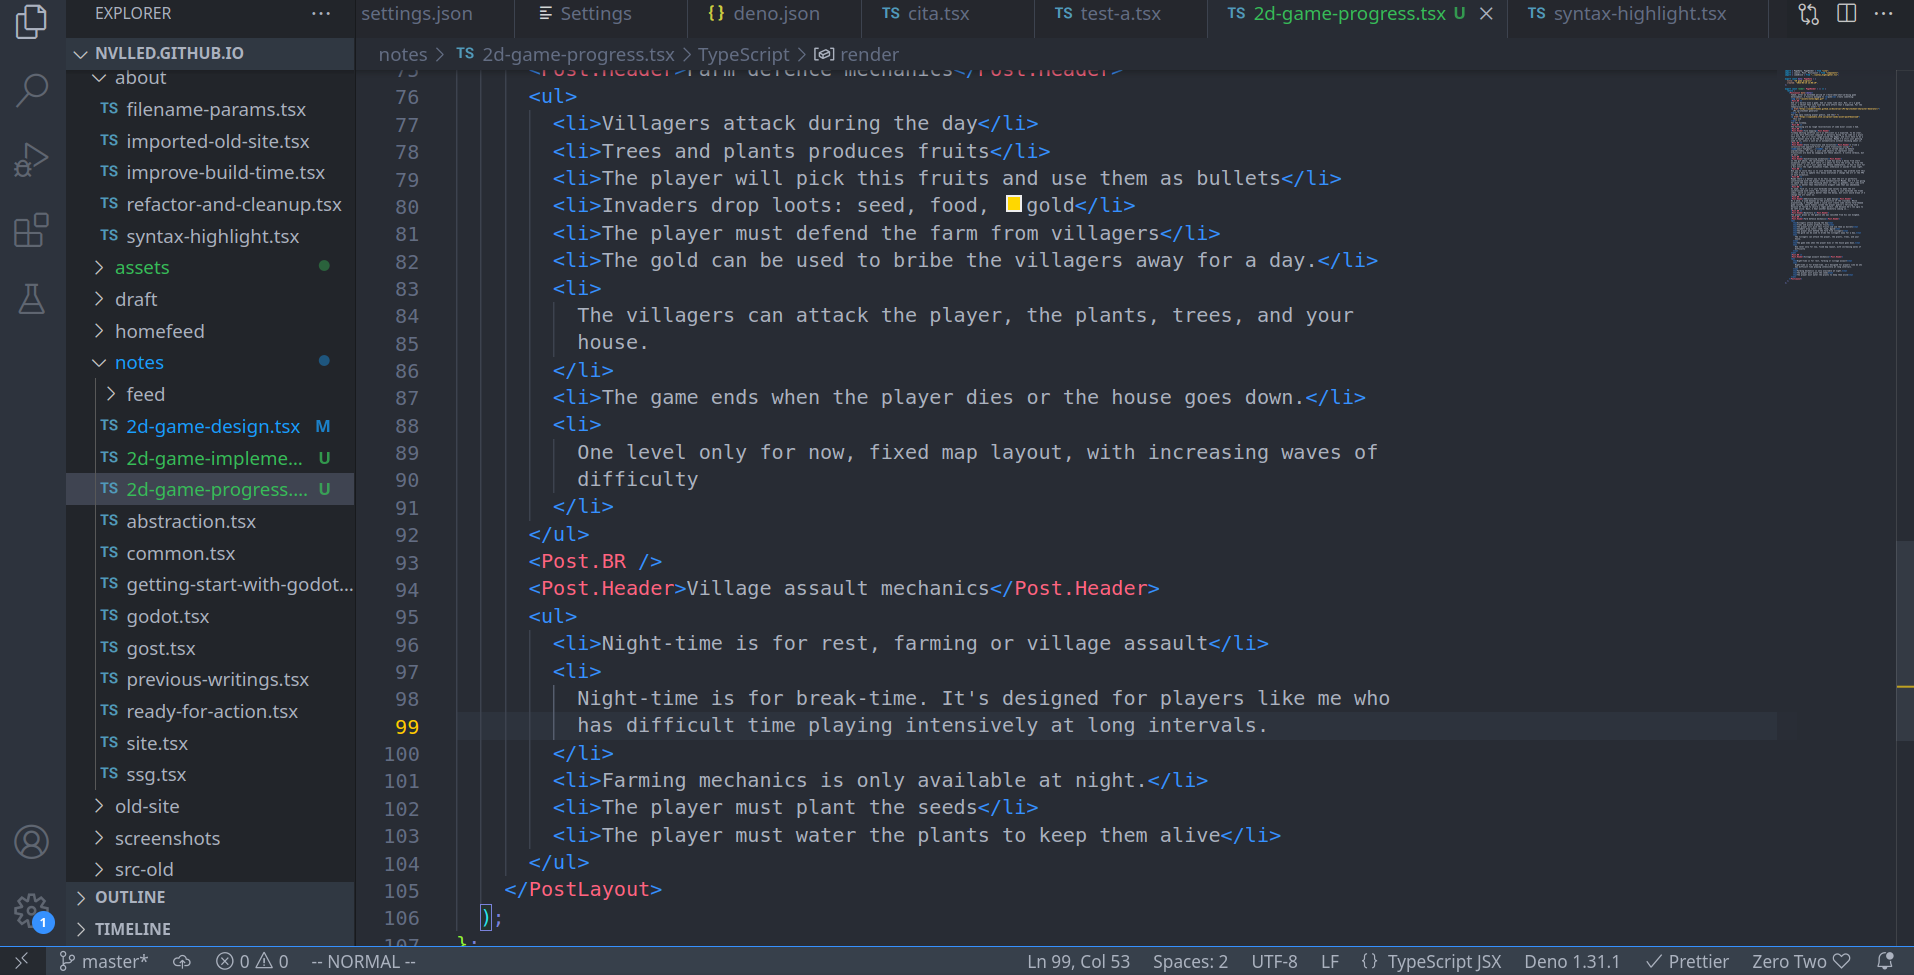 EXPLORER
NVLLED.GITHUB.IO
about
TS filename-params.tsx
TS imported-old-site.tsx
TS improve-build-time.tsx
TS refactor-and-cleanup.tsx
TS syntax-highlight.tsx
assets
draft
homefeed
notes
feed
TS 2d-game-design.tsx M
TS 2d-game-impleme... U
TS 2d-game-progress.... U
TS abstraction.tsx
TS common.tsx
TS getting-start-with-godot...
TS godot.tsx
TS gost.tsx
TS previous-writings.tsx
TS ready-for-action.tsx
TS site.tsx
TS ssg.tsx
old-site
screenshots
src-old
OUTLINE
TIMELINE
1
settings.json
Settings
{} deno.json
TS cita.tsx
TS test-a.tsx
TS 2d-game-progress.tsx U
TS syntax-highlight.tsx
notes > TS 2d-game-progress.tsx > TypeScript > render
75 <Post.Header>Farm defence mechanics</Post.Header>
76 <ul>
77 <li>Villagers attack during the day</li>
78 <li>Trees and plants produces fruits</li>
79 <li>The player will pick this fruits and use them as bullets</li>
80 <li>Invaders drop loots: seed, food, gold</li>
81 <li>The player must defend the farm from villagers</li>
82 <li>The gold can be used to bribe the villagers away for a day.</li>
83 <li>
84 The villagers can attack the player, the plants, trees, and your
85 house.
86 </li>
87 <li>The game ends when the player dies or the house goes down.</li>
88 <li>
89 One level only for now, fixed map layout, with increasing waves of
90 difficulty
91 </li>
92 </ul>
93 <Post.BR />
94 <Post.Header>Village assault mechanics</Post.Header>
95 <ul>
96 <li>Night-time is for rest, farming or village assault</li>
97 <li>
98 Night-time is for break-time. It's designed for players like me who
99 has difficult time playing intensively at long intervals.
100 </li>
101 <li>Farming mechanics is only available at night.</li>
102 <li>The player must plant the seeds</li>
103 <li>The player must water the plants to keep them alive</li>
104 </ul>
105 </PostLayout>
106 );
107 };
master*
0 0
-- NORMAL --
Ln 99, Col 53
Spaces: 2
UTF-8
LF
{} TypeScript JSX
Deno 1.31.1
Prettier
Zero Two